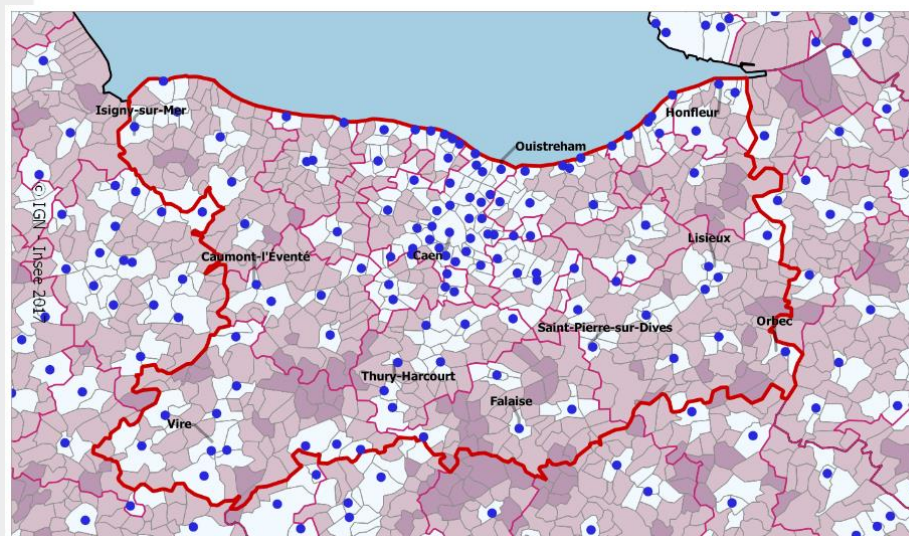 Isigny-sur-Mer
Honfleur
Ouistreham
Lisieux
Caumont-l'Éventé
Caen
© IGN - Insee 2017
Saint-Pierre-sur-Dives
Orbec
Thury-Harcourt
Falaise
Vire